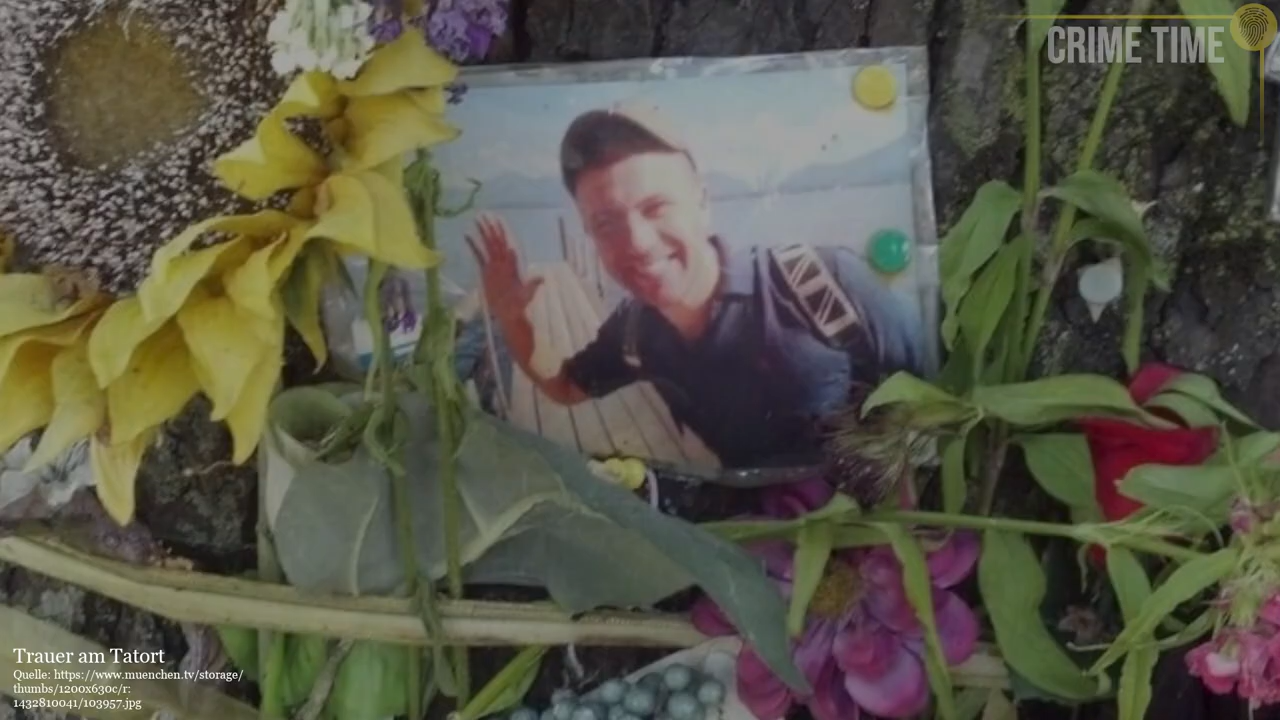 CRIME TIME
Trauer am Tatort
Quelle: https://www.muenchen.tv/storage/
thumbs/1200x630c/r:
1432810041/103957.jpg